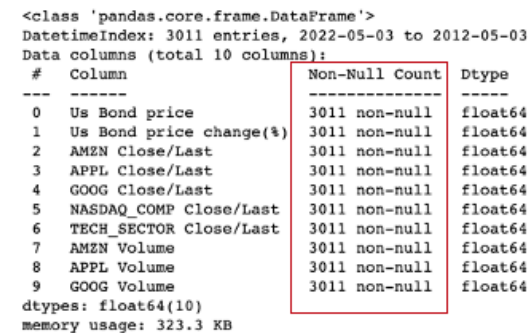 <class 'pandas.core.frame.DataFrame'>
DatetimeIndex: 3011 entries, 2022-05-03 to 2012-05-03
Data columns (total 10 columns):
 #   Column                     Non-Null Count  Dtype
---  ------                     --------------  -----
 0   Us Bond price              3011 non-null   float64
 1   Us Bond price change(%)    3011 non-null   float64
 2   AMZN Close/Last            3011 non-null   float64
 3   APPL Close/Last            3011 non-null   float64
 4   GOOG Close/Last            3011 non-null   float64
 5   NASDAQ_COMP Close/Last     3011 non-null   float64
 6   TECH_SECTOR Close/Last     3011 non-null   float64
 7   AMZN Volume                3011 non-null   float64
 8   APPL Volume                3011 non-null   float64
 9   GOOG Volume                3011 non-null   float64
dtypes: float64(10)
memory usage: 323.3 KB